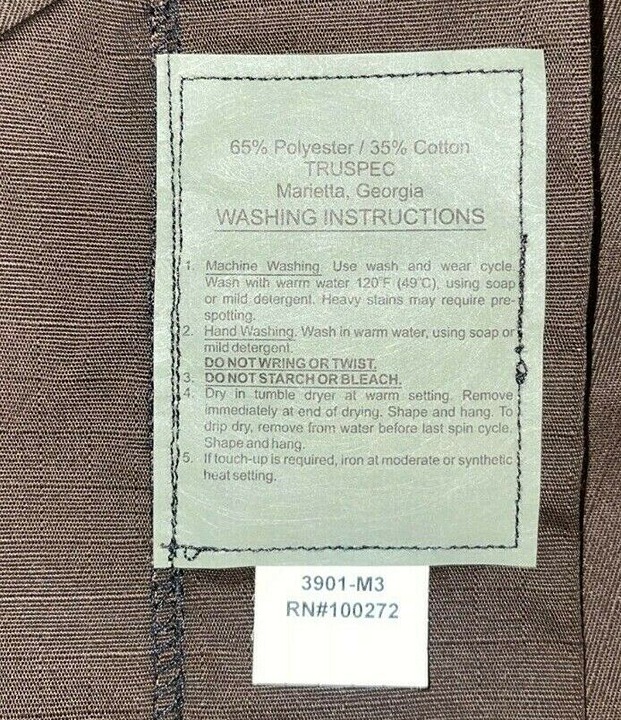 65% Polyester / 35% Cotton
TRUSPEC
Marietta, Georgia
WASHING INSTRUCTIONS
1. Machine Washing. Use wash and wear cycle.
Wash with warm water 120°F (49°C), using soap
or mild detergent. Heavy stains may require pre-
spotting.
2. Hand Washing. Wash in warm water, using soap or
mild detergent.
DO NOT WRING OR TWIST.
3. DO NOT STARCH OR BLEACH.
4. Dry in tumble dryer at warm setting. Remove
immediately at end of drying. Shape and hang. To
drip dry, remove from water before last spin cycle.
Shape and hang.
5. If touch-up is required, iron at moderate or synthetic
heat setting.
3901-M3
RN#100272